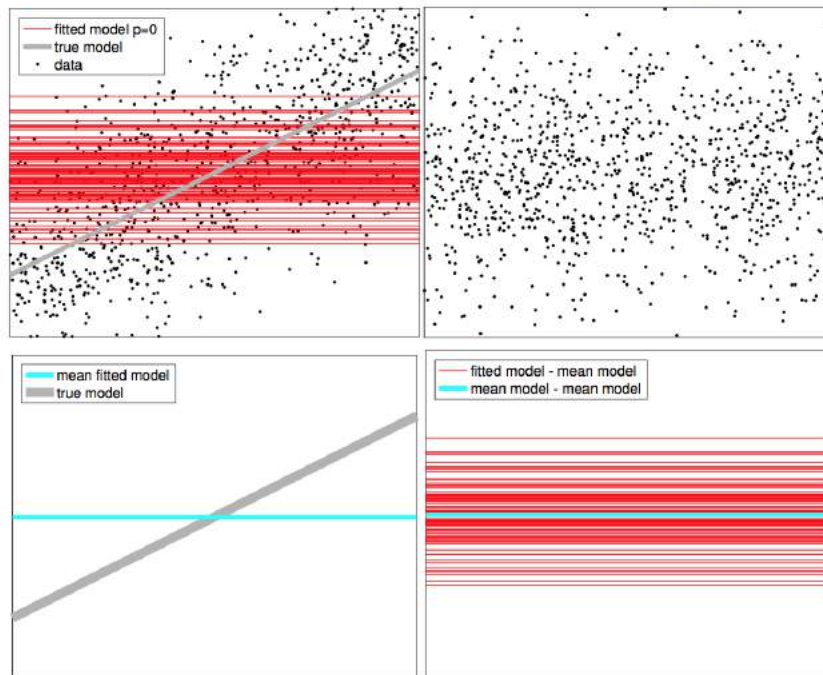 fitted model p=0
true model
data
mean fitted model
true model
fitted model - mean model
mean model - mean model